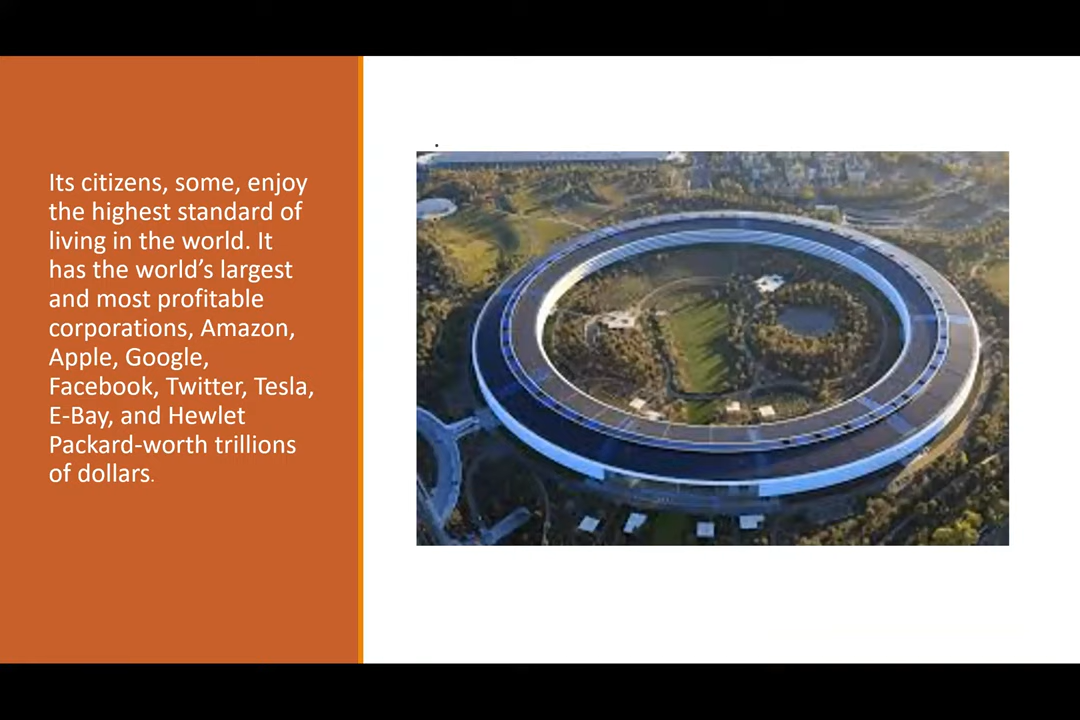 Its citizens, some, enjoy
the highest standard of
living in the world. It
has the world’s largest
and most profitable
corporations, Amazon,
Apple, Google,
Facebook, Twitter, Tesla,
E-Bay, and Hewlet
Packard-worth trillions
of dollars.